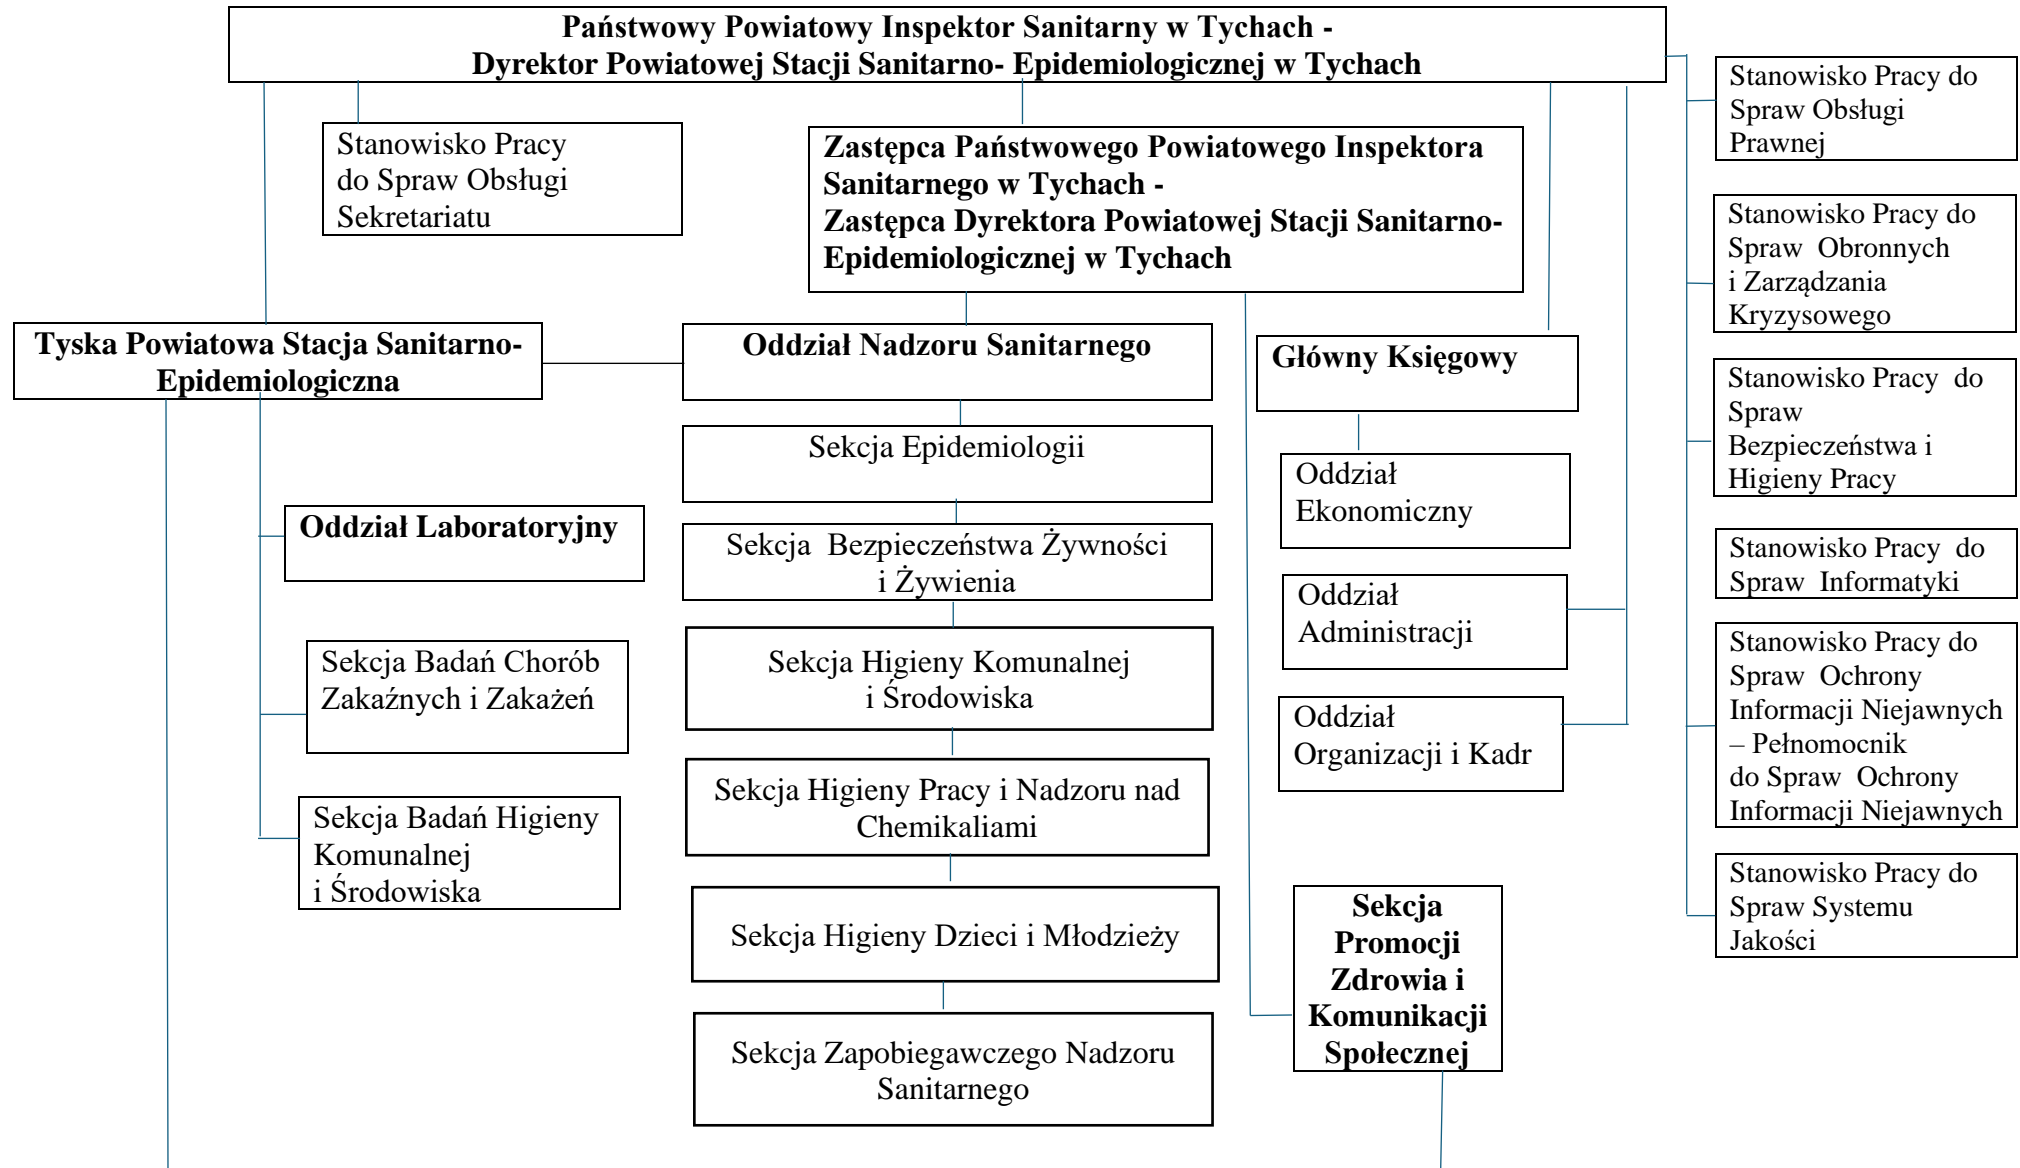 Państwowy Powiatowy Inspektor Sanitarny w Tychach -
Dyrektor Powiatowej Stacji Sanitarno- Epidemiologicznej w Tychach
Stanowisko Pracy
do Spraw Obsługi
Sekretariatu
Zastępca Państwowego Powiatowego Inspektora
Sanitarnego w Tychach -
Zastępca Dyrektora Powiatowej Stacji Sanitarno-
Epidemiologicznej w Tychach
Tyska Powiatowa Stacja Sanitarno-
Epidemiologiczna
Oddział Nadzoru Sanitarnego
Główny Księgowy
Oddział Laboratoryjny
Sekcja Badań Chorób
Zakaźnych i Zakażeń
Sekcja Badań Higieny
Komunalnej
i Środowiska
Sekcja Epidemiologii
Sekcja Bezpieczeństwa Żywności
i Żywienia
Sekcja Higieny Komunalnej
i Środowiska
Sekcja Higieny Pracy i Nadzoru nad
Chemikaliami
Sekcja Higieny Dzieci i Młodzieży
Sekcja Zapobiegawczego Nadzoru
Sanitarnego
Oddział
Ekonomiczny
Oddział
Administracji
Oddział
Organizacji i Kadr
Sekcja
Promocji
Zdrowia i
Komunikacji
Społecznej
Stanowisko Pracy do
Spraw Obsługi
Prawnej
Stanowisko Pracy do
Spraw Obronnych
i Zarządzania
Kryzysowego
Stanowisko Pracy do
Spraw
Bezpieczeństwa i
Higieny Pracy
Stanowisko Pracy do
Spraw Informatyki
Stanowisko Pracy do
Spraw Ochrony
Informacji Niejawnych
– Pełnomocnik
do Spraw Ochrony
Informacji Niejawnych
Stanowisko Pracy do
Spraw Systemu
Jakości